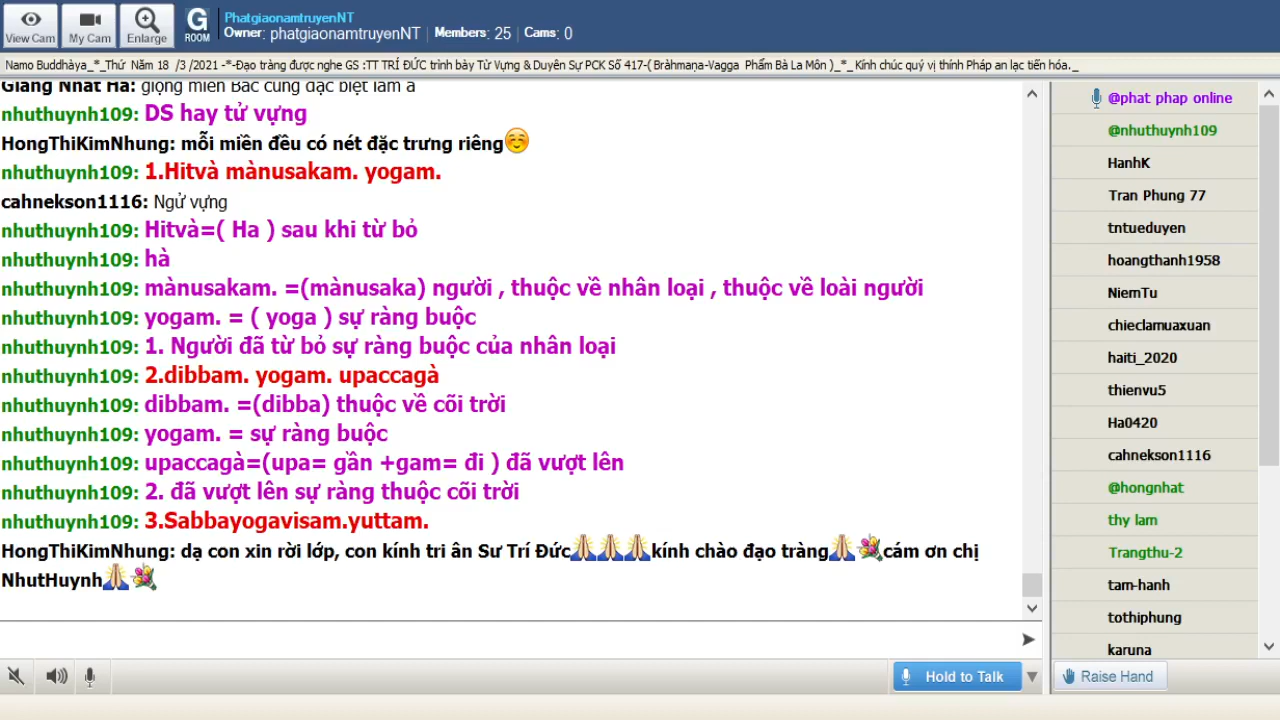 View Cam
My Cam
Enlarge
G
ROOM
PhatgiaonamtruyenNT
Owner: phatgiaonamtruyenNT | Members: 25 | Cams: 0
Namo Buddhàya_*_Thứ Năm 18 /3 /2021 -*-Đạo tràng được nghe GS :TT TRÍ ĐỨC trình bày Từ Vựng & Duyên Sự PCK Số 417-( Bràhmaṇa-Vagga Phẩm Bà La Môn )_*_ Kính chúc quý vị thính Pháp an lạc tiến hóa._
Giang Nhat Ha: giọng miền Bắc cũng đặc biệt lắm ạ
nhuthuynh109: DS hay tử vựng
HongThiKimNhung: mỗi miền đều có nét đặc trưng riêng
nhuthuynh109: 1.Hitvà mànusakam. yogam.
cahnekson1116: Ngử vựng
nhuthuynh109: Hitvà=( Ha ) sau khi từ bỏ
nhuthuynh109: hà
nhuthuynh109: mànusakam. =(mànusaka) người , thuộc về nhân loại , thuộc về loài người
nhuthuynh109: yogam. = ( yoga ) sự ràng buộc
nhuthuynh109: 1. Người đã từ bỏ sự ràng buộc của nhân loại
nhuthuynh109: 2.dibbam. yogam. upaccagà
nhuthuynh109: dibbam. =(dibba) thuộc về cõi trời
nhuthuynh109: yogam. = sự ràng buộc
nhuthuynh109: upaccagà=(upa= gần +gam= đi ) đã vượt lên
nhuthuynh109: 2. đã vượt lên sự ràng thuộc cõi trời
nhuthuynh109: 3.Sabbayogavisam.yuttam.
HongThiKimNhung: dạ con xin rời lớp, con kính tri ân Sư Trí Đức kính chào đạo tràng cám ơn chị
NhutHuynh
@phat phap online
@nhuthuynh109
HanhK
Tran Phung 77
tntueduyen
hoangthanh1958
NiemTu
chieclamuaxuan
haiti_2020
thienvu5
Ha0420
cahnekson1116
@hongnhat
thy lam
Trangthu-2
tam-hanh
tothiphung
karuna
Hold to Talk
Raise Hand